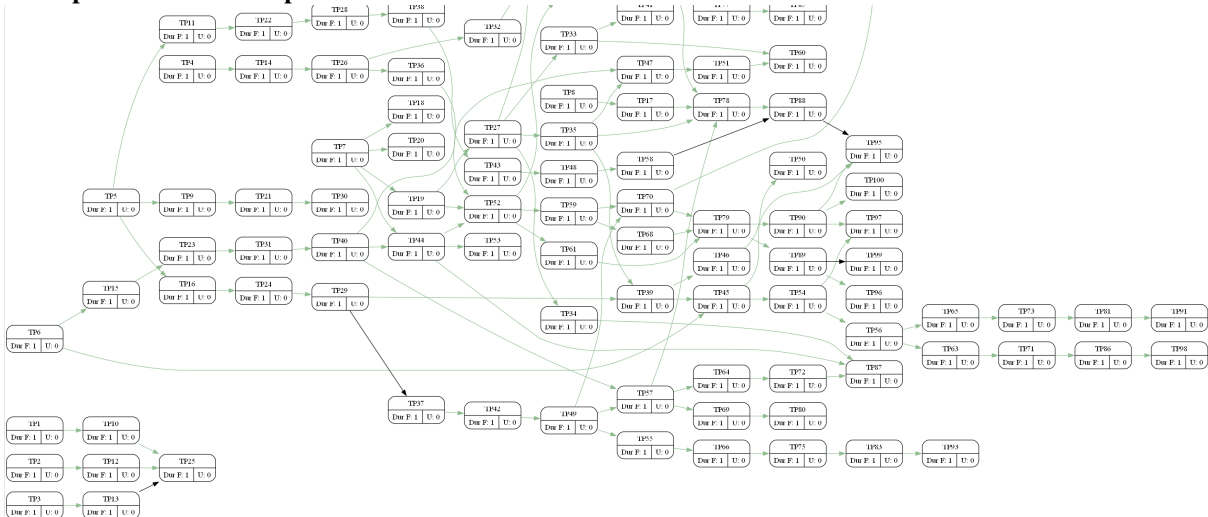 TP11 TP22 TP28 TP38
Dur F: 1 U: 0 Dur F: 1 U: 0 Dur F: 1 U: 0 Dur F: 1 U: 0
Dur F: 1 U: 0 Dur F: 1 U: 0 Dur F: 1 U: 0
TP32 TP33
Dur F: 1 U: 0 Dur F: 1 U: 0
TP4 TP14 TP26 TP36 TP47 TP51 TP60
Dur F: 1 U: 0 Dur F: 1 U: 0 Dur F: 1 U: 0 Dur F: 1 U: 0 Dur F: 1 U: 0 Dur F: 1 U: 0 Dur F: 1 U: 0
TP18 TP8 TP17 TP78 TP88
Dur F: 1 U: 0 Dur F: 1 U: 0 Dur F: 1 U: 0 Dur F: 1 U: 0 Dur F: 1 U: 0
TP7 TP20 TP27 TP35 TP95
Dur F: 1 U: 0 Dur F: 1 U: 0 Dur F: 1 U: 0 Dur F: 1 U: 0 Dur F: 1 U: 0
TP43 TP48 TP58 TP50
Dur F: 1 U: 0 Dur F: 1 U: 0 Dur F: 1 U: 0 Dur F: 1 U: 0
TP5 TP9 TP21 TP30 TP19 TP52 TP59 TP70 TP100
Dur F: 1 U: 0 Dur F: 1 U: 0 Dur F: 1 U: 0 Dur F: 1 U: 0 Dur F: 1 U: 0 Dur F: 1 U: 0 Dur F: 1 U: 0 Dur F: 1 U: 0 Dur F: 1 U: 0
TP23 TP31 TP40 TP44 TP53 TP61 TP68 TP79 TP90 TP97
Dur F: 1 U: 0 Dur F: 1 U: 0 Dur F: 1 U: 0 Dur F: 1 U: 0 Dur F: 1 U: 0 Dur F: 1 U: 0 Dur F: 1 U: 0 Dur F: 1 U: 0 Dur F: 1 U: 0 Dur F: 1 U: 0
TP46 TP89 TP99
Dur F: 1 U: 0 Dur F: 1 U: 0 Dur F: 1 U: 0
TP15 TP16 TP24 TP29 TP39 TP45 TP54 TP96
Dur F: 1 U: 0 Dur F: 1 U: 0 Dur F: 1 U: 0 Dur F: 1 U: 0 Dur F: 1 U: 0 Dur F: 1 U: 0 Dur F: 1 U: 0 Dur F: 1 U: 0
TP6 TP34 TP56 TP65 TP73 TP81 TP91
Dur F: 1 U: 0 Dur F: 1 U: 0 Dur F: 1 U: 0 Dur F: 1 U: 0 Dur F: 1 U: 0 Dur F: 1 U: 0 Dur F: 1 U: 0
TP63 TP71 TP86 TP98
Dur F: 1 U: 0 Dur F: 1 U: 0 Dur F: 1 U: 0 Dur F: 1 U: 0
TP64 TP72 TP87
Dur F: 1 U: 0 Dur F: 1 U: 0 Dur F: 1 U: 0
TP37 TP42 TP49 TP57 TP69 TP80
Dur F: 1 U: 0 Dur F: 1 U: 0 Dur F: 1 U: 0 Dur F: 1 U: 0 Dur F: 1 U: 0 Dur F: 1 U: 0
TP1 TP10 TP55 TP66 TP75 TP83 TP93
Dur F: 1 U: 0 Dur F: 1 U: 0 Dur F: 1 U: 0 Dur F: 1 U: 0 Dur F: 1 U: 0 Dur F: 1 U: 0 Dur F: 1 U: 0
TP2 TP12 TP25
Dur F: 1 U: 0 Dur F: 1 U: 0 Dur F: 1 U: 0
TP3 TP13
Dur F: 1 U: 0 Dur F: 1 U: 0